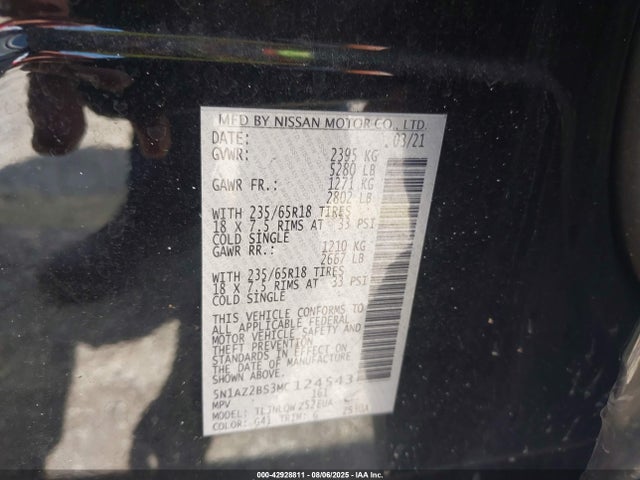 MFD BY NISSAN MOTOR CO., LTD.
DATE: 03/21
GVWR: 2395 KG
5280 LB
GAWR FR.: 1271 KG
2802 LB
WITH 235/65R18 TIRES
18 X 7.5 RIMS AT 33 PSI
COLD SINGLE
GAWR RR.: 1210 KG
2667 LB
WITH 235/65R18 TIRES
18 X 7.5 RIMS AT 33 PSI
COLD SINGLE
THIS VEHICLE CONFORMS TO
ALL APPLICABLE FEDERAL
MOTOR VEHICLE SAFETY AND
THEFT PREVENTION
STANDARDS IN EFFECT ON
THE DATE OF MANUFACTURE
SHOWN ABOVE.
5N1AZ2BS3MC124543
MPV 161
MODEL:
COLOR: G41 TRIM: G
000-42928811 - 08/06/2025 - IAA Inc.